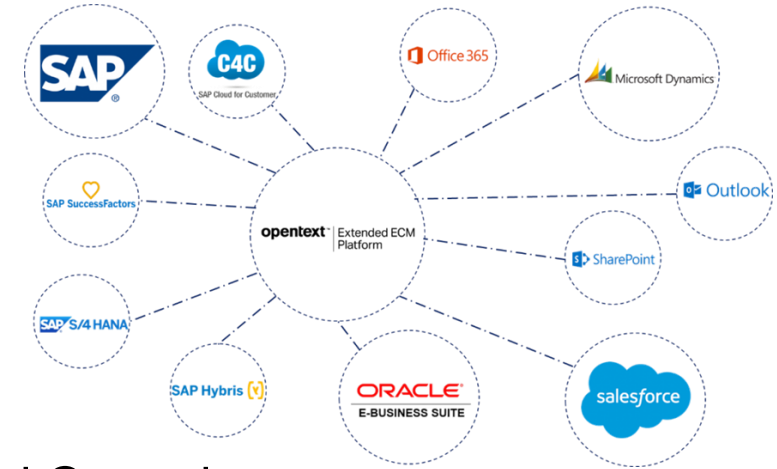 SAP
®
C4C
SAP Cloud for Customer
Office 365
Microsoft Dynamics
SAP SuccessFactors
opentext™
Extended ECM
Platform
Outlook
SharePoint
SAP S/4 HANA
SAP Hybris (Y)
ORACLE®
E-BUSINESS SUITE
salesforce